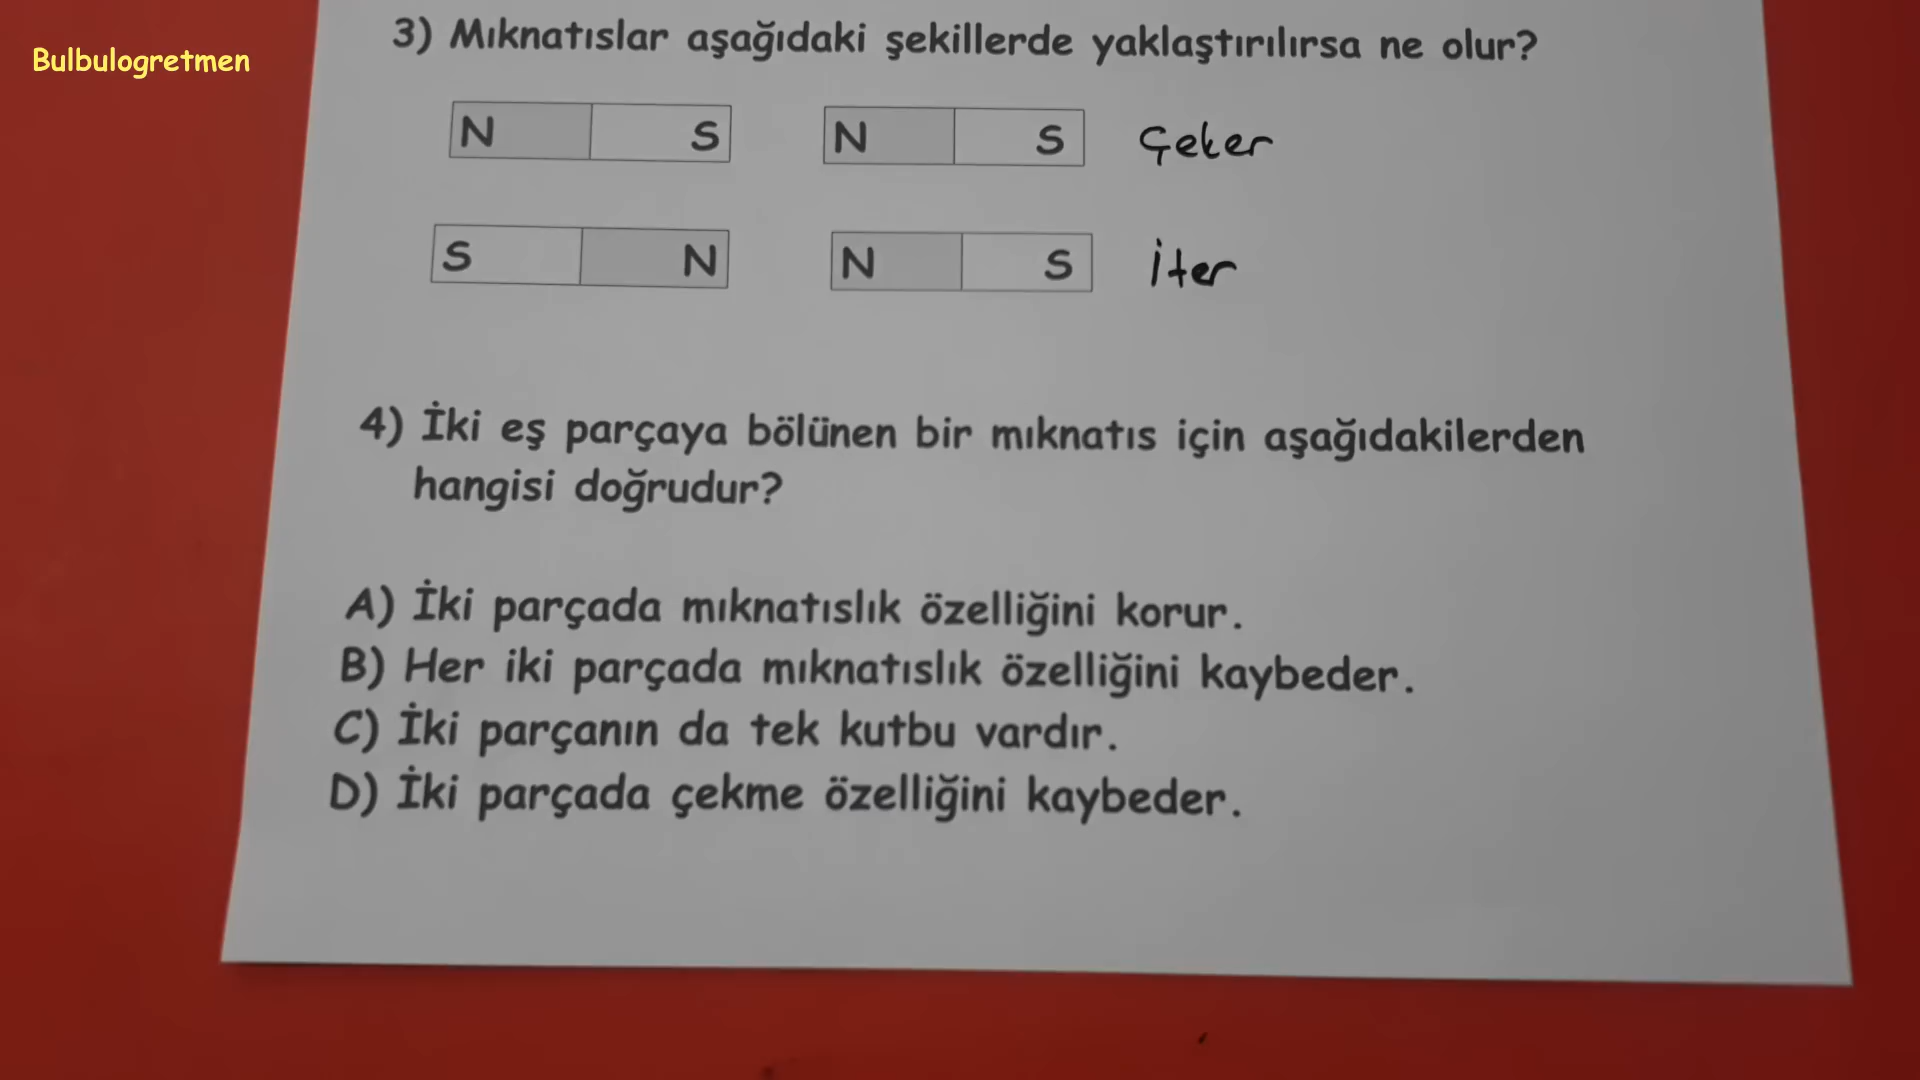 Bulbulogretmen
3) Mıknatıslar aşağıdaki şekillerde yaklaştırılırsa ne olur?
N S N S Çeker
S N N S İter
4) İki eş parçaya bölünen bir mıknatıs için aşağıdakilerden
hangisi doğrudur?
A) İki parçada mıknatıslık özelliğini korur.
B) Her iki parçada mıknatıslık özelliğini kaybeder.
C) İki parçanın da tek kutbu vardır.
D) İki parçada çekme özelliğini kaybeder.